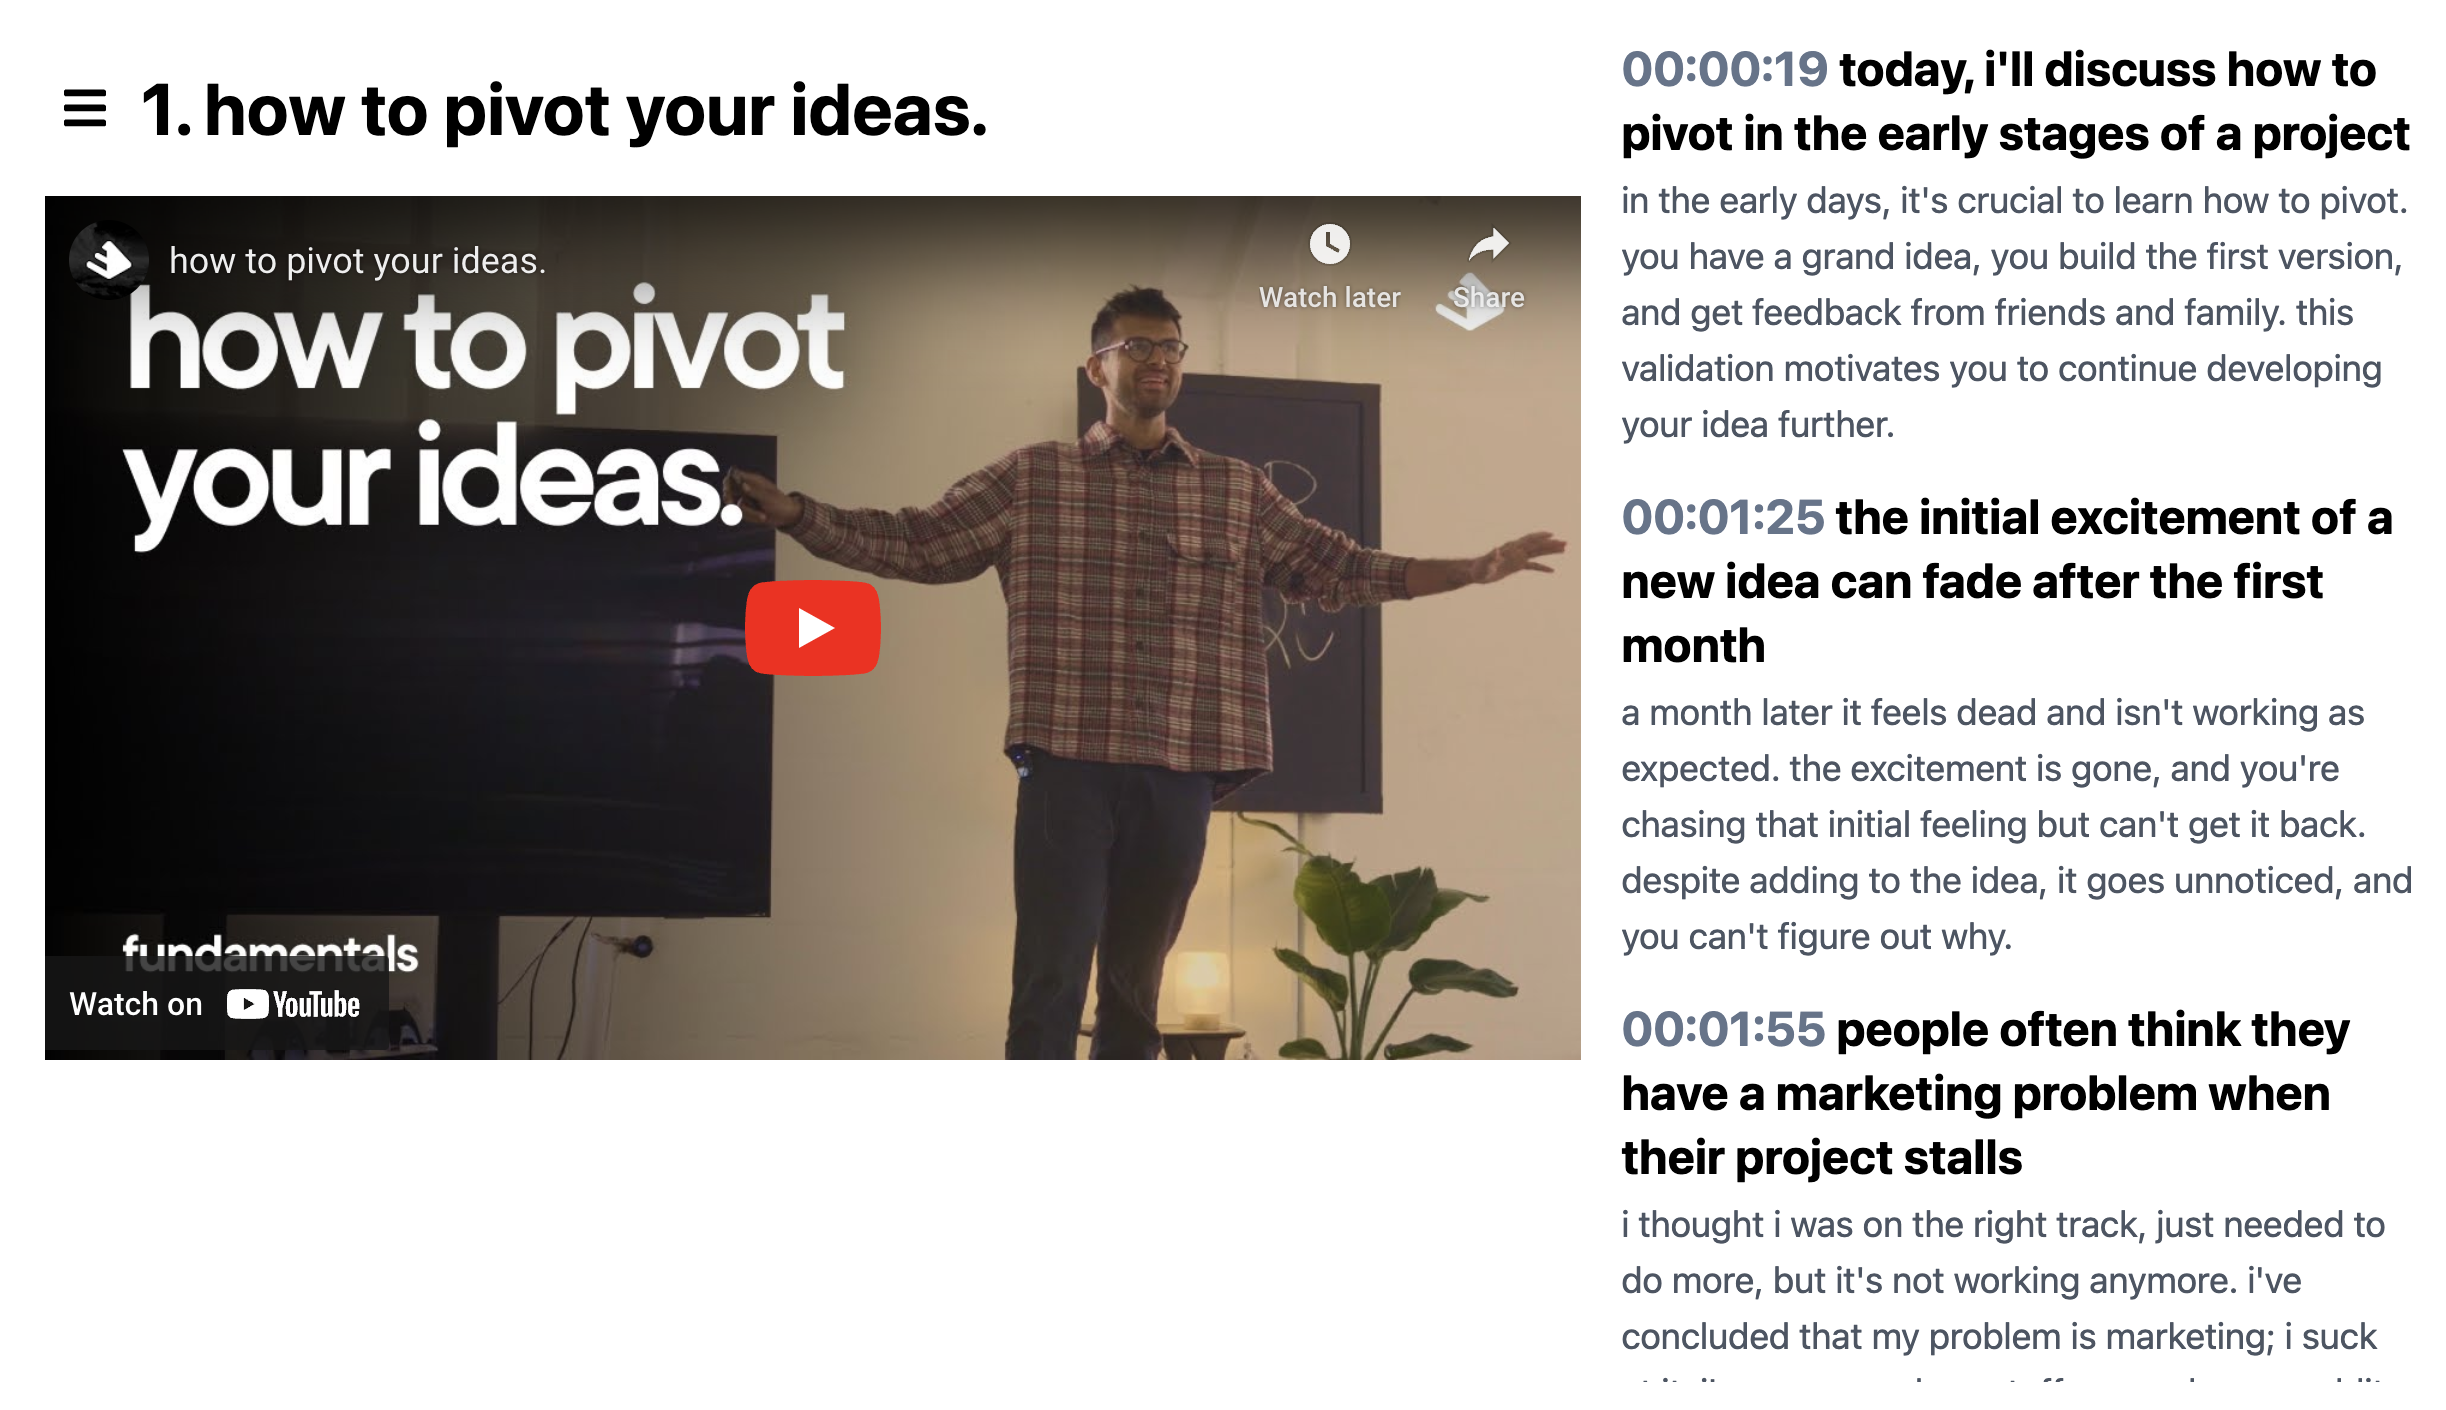 1. how to pivot your ideas.
how to pivot your ideas.
Watch later
Share
how to pivot
your ideas.
fundamentals
Watch on YouTube
00:00:19 today, i'll discuss how to
pivot in the early stages of a project
in the early days, it's crucial to learn how to pivot.
you have a grand idea, you build the first version,
and get feedback from friends and family. this
validation motivates you to continue developing
your idea further.
00:01:25 the initial excitement of a
new idea can fade after the first
month
a month later it feels dead and isn't working as
expected. the excitement is gone, and you're
chasing that initial feeling but can't get it back.
despite adding to the idea, it goes unnoticed, and
you can't figure out why.
00:01:55 people often think they
have a marketing problem when
their project stalls
i thought i was on the right track, just needed to
do more, but it's not working anymore. i've
concluded that my problem is marketing; i suck